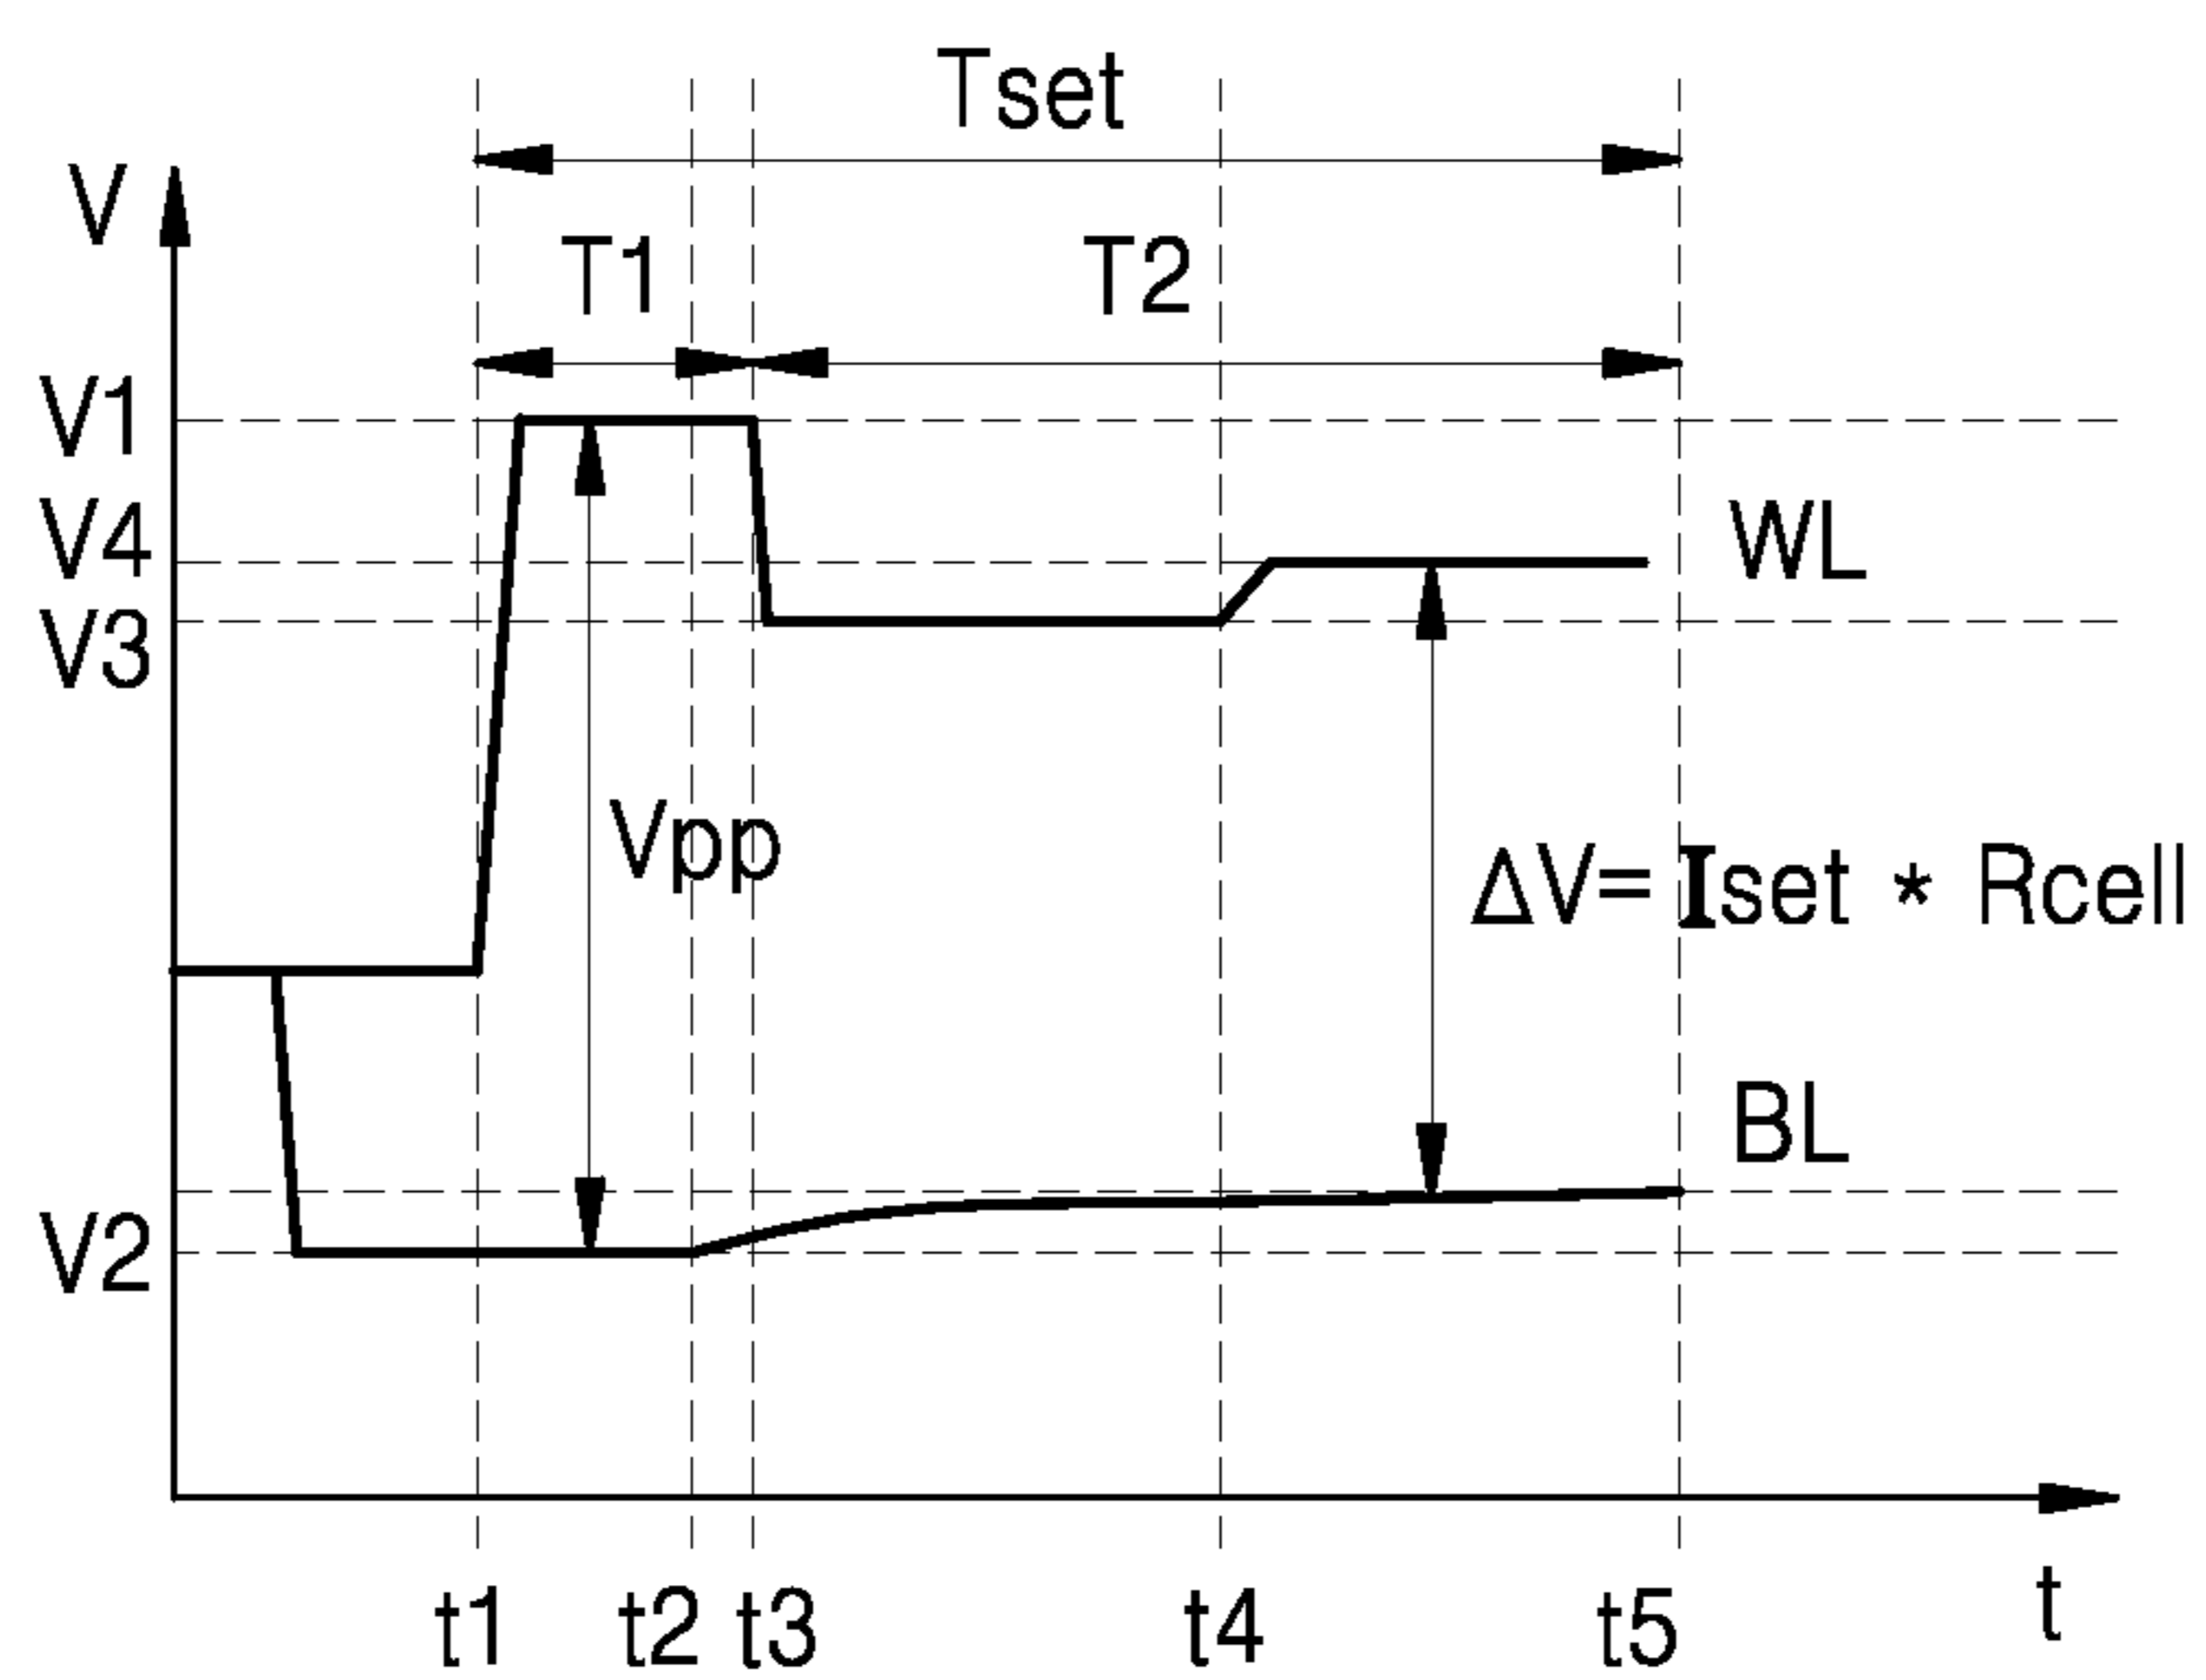 Tset
V
T1 T2
V1
V4 WL
V3
Vpp ΔV= Iset * Rcell
BL
V2
t1 t2 t3 t4 t5 t